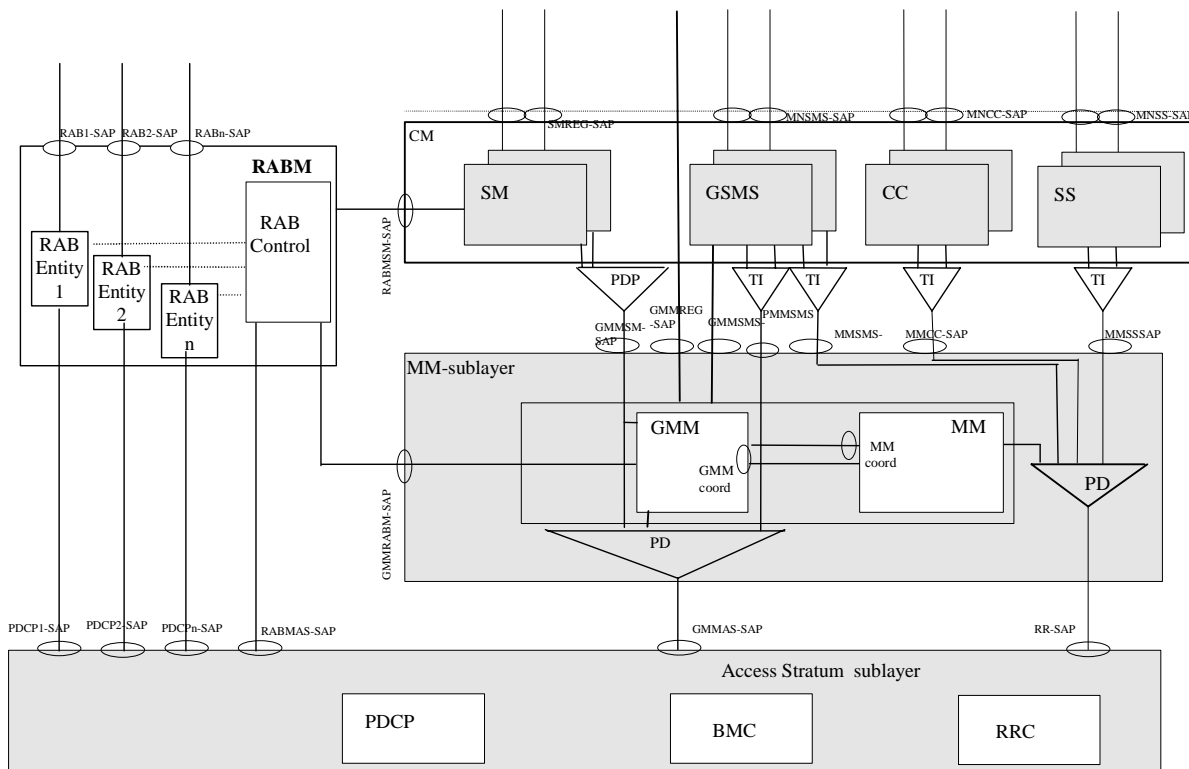 SMREG-SAP
MNSMS-SAP
MNCC-SAP
MNSS-SAP
RAB1-SAP
RAB2-SAP
RABn-SAP
CM
RABM
SM
GSMS
CC
SS
RAB
Control
RAB
Entity
1
RAB
Entity
2
RAB
Entity
n
RABMSM-SAP
PDP
TI
TI
TI
TI
GMMSM-
SAP
GMMREG
-SAP
GMMSMS-
PMMSMS
MMSMS-
MMCC-SAP
MMSSSAP
MM-sublayer
GMM
MM
GMM
coord
MM
coord
PD
PD
GMMRABM-SAP
PDCP1-SAP
PDCP2-SAP
PDCPn-SAP
RABMAS-SAP
GMMAS-SAP
RR-SAP
Access Stratum sublayer
PDCP
BMC
RRC